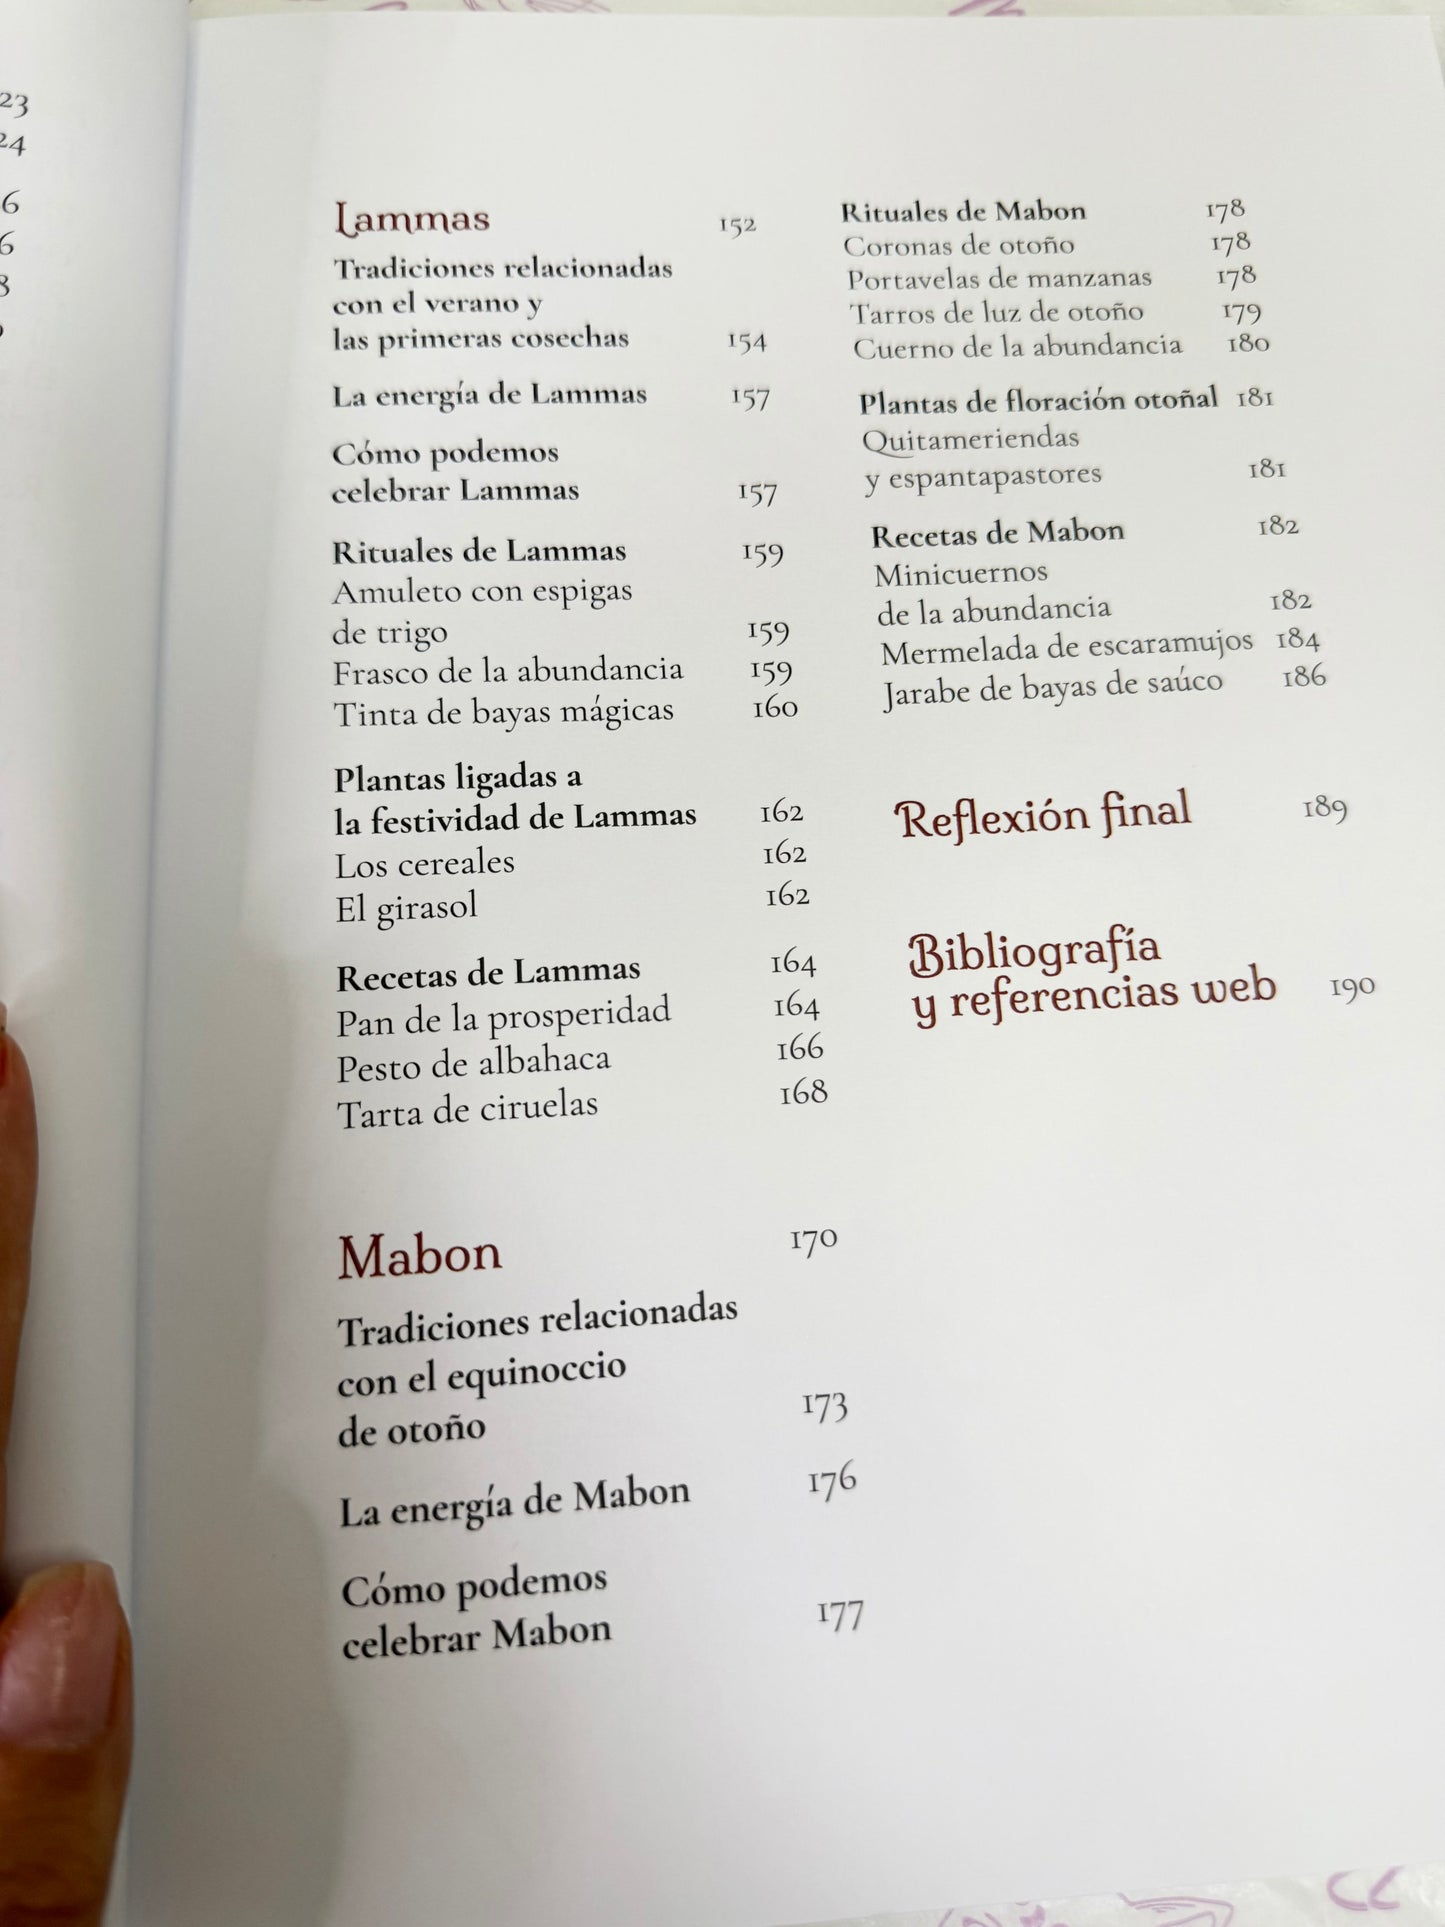 23
24
6
6
8
Lammas 152
Tradiciones relacionadas
con el verano y
las primeras cosechas 154
La energía de Lammas 157
Cómo podemos
celebrar Lammas 157
Rituales de Lammas 159
Amuleto con espigas
de trigo 159
Frasco de la abundancia 159
Tinta de bayas mágicas 160
Plantas ligadas a
la festividad de Lammas 162
Los cereales 162
El girasol 162
Recetas de Lammas 164
Pan de la prosperidad 164
Pesto de albahaca 166
Tarta de ciruelas 168
Mabon 170
Tradiciones relacionadas
con el equinoccio
de otoño 173
La energía de Mabon 176
Cómo podemos
celebrar Mabon 177
Rituales de Mabon 178
Coronas de otoño 178
Portavelas de manzanas 178
Tarros de luz de otoño 179
Cuerno de la abundancia 180
Plantas de floración otoñal 181
Quitameriendas
y espantapastores 181
Recetas de Mabon 182
Minicuernos
de la abundancia 182
Mermelada de escaramujos 184
Jarabe de bayas de saúco 186
Reflexión final 189
Bibliografía
y referencias web 190